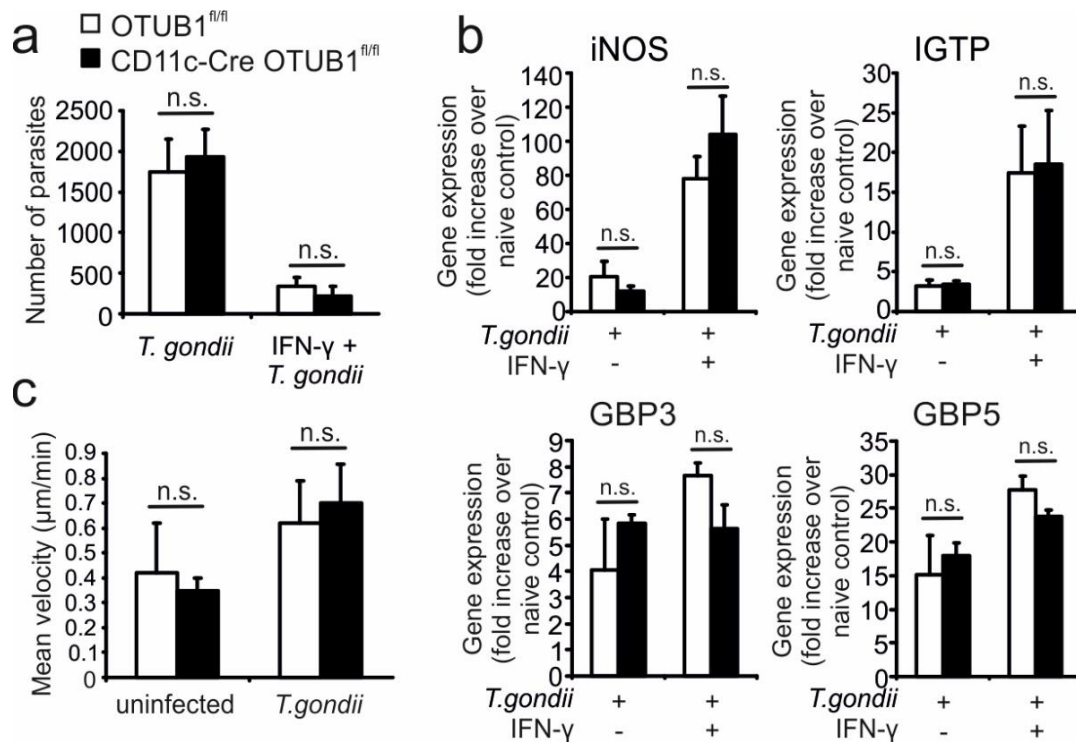 a
OTUB1fl/fl
CD11c-Cre OTUB1fl/fl
Number of parasites
2500
2000
1500
1000
500
0
n.s.
n.s.
T. gondii
IFN-γ +
T. gondii
b
iNOS
Gene expression
(fold increase over
naive control)
140
120
100
80
60
40
20
0
n.s.
n.s.
T.gondii + +
IFN-γ - +
IGTP
Gene expression
(fold increase over
naive control)
30
25
20
15
10
5
0
n.s.
n.s.
T.gondii + +
IFN-γ - +
GBP3
Gene expression
(fold increase over
naive control)
9
8
7
6
5
4
3
2
1
0
n.s.
n.s.
T.gondii + +
IFN-γ - +
GBP5
Gene expression
(fold increase over
naive control)
35
30
25
20
15
10
5
0
n.s.
n.s.
T.gondii + +
IFN-γ - +
c
Mean velocity (µm/min)
0.9
0.8
0.7
0.6
0.5
0.4
0.3
0.2
0.1
0
n.s.
n.s.
uninfected
T.gondii